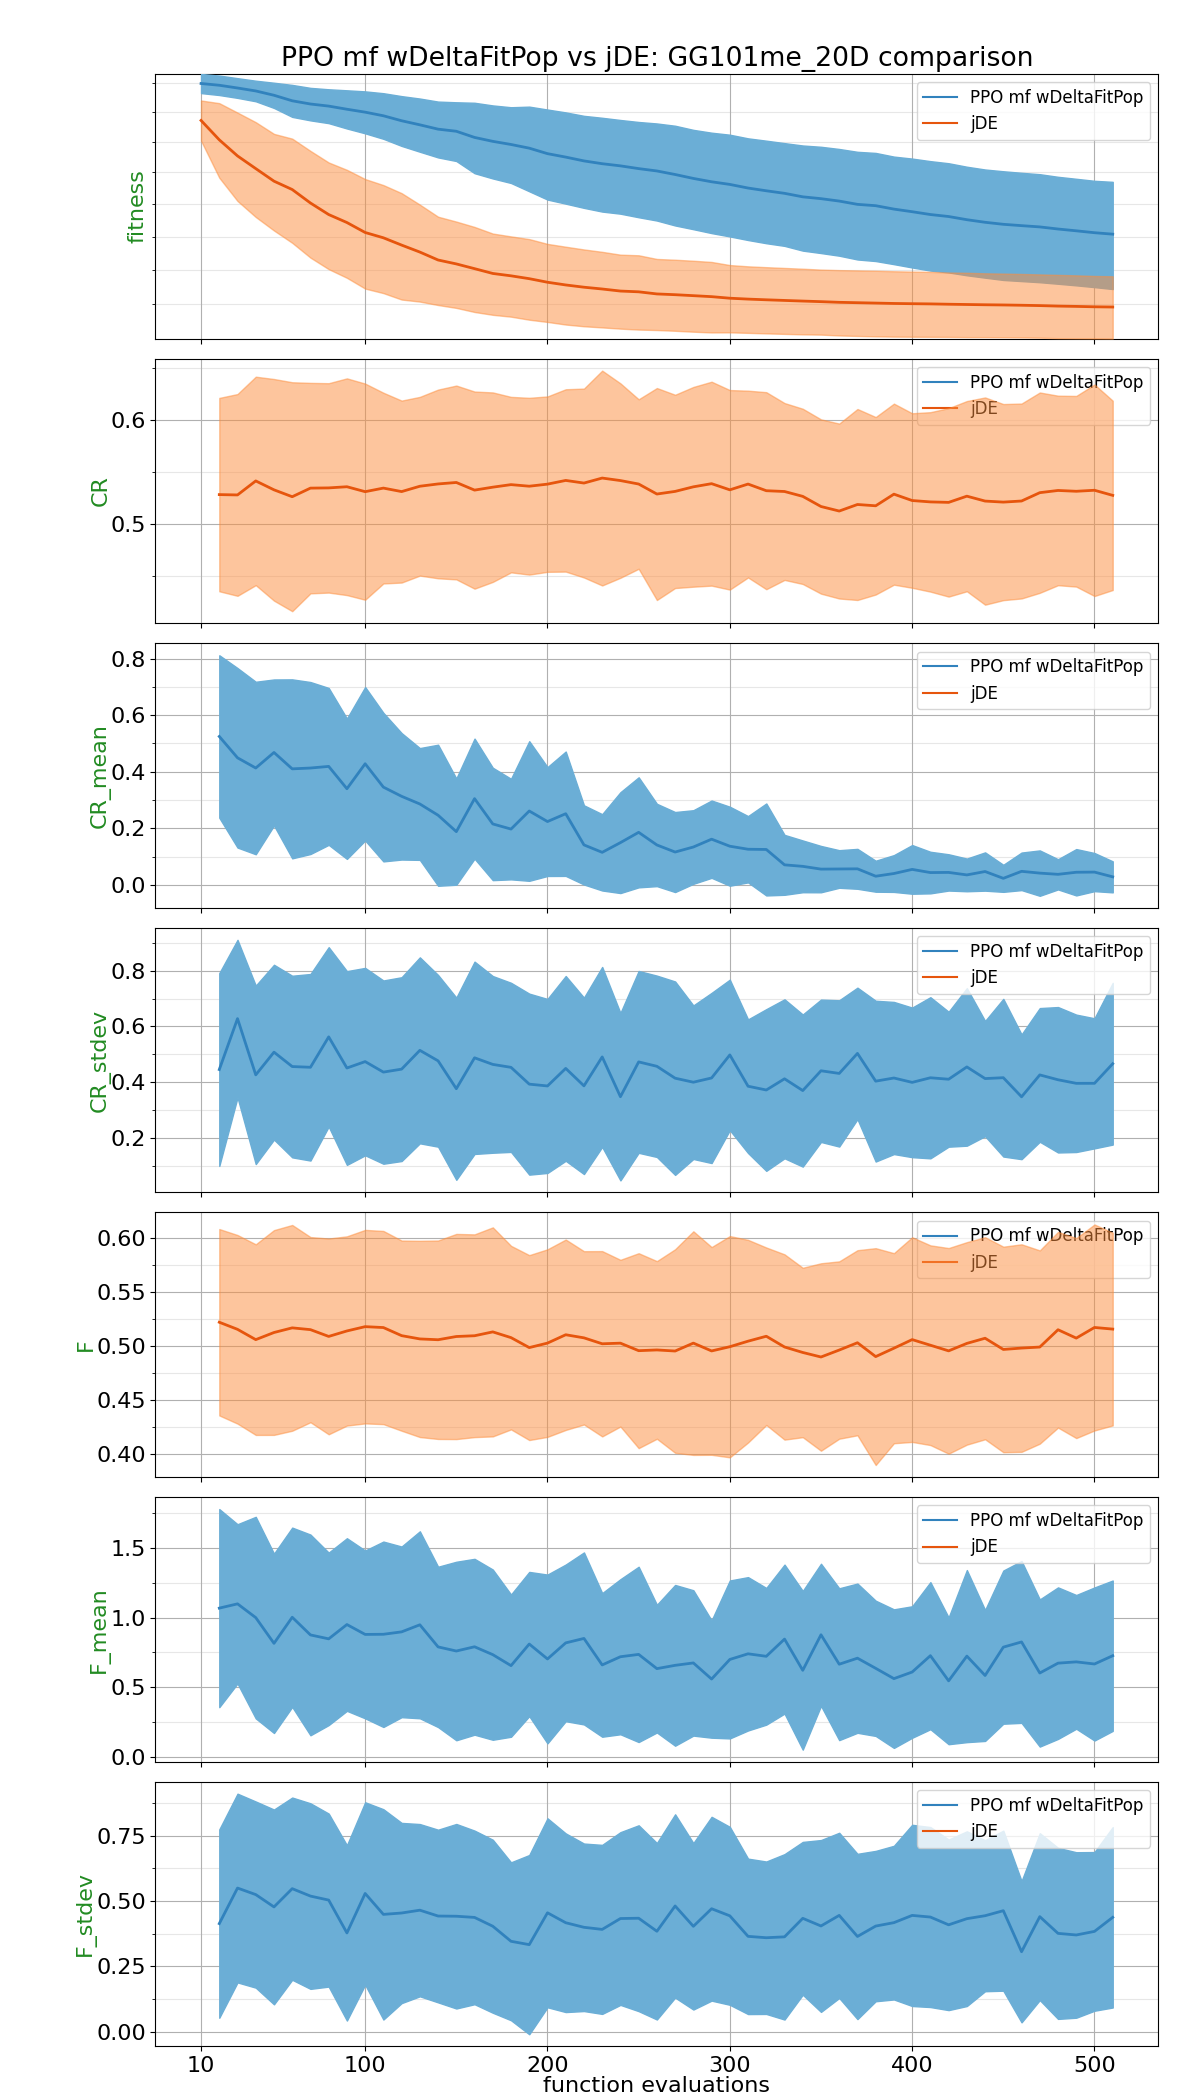 PPO mf wDeltaFitPop vs jDE: GG101me_20D comparison
PPO mf wDeltaFitPop
jDE
fitness
PPO mf wDeltaFitPop
jDE
0.6
0.5
CR
PPO mf wDeltaFitPop
jDE
0.8
0.6
0.4
0.2
0.0
CR_mean
PPO mf wDeltaFitPop
jDE
0.8
0.6
0.4
0.2
CR_stdev
PPO mf wDeltaFitPop
jDE
0.60
0.55
0.50
0.45
0.40
F
PPO mf wDeltaFitPop
jDE
1.5
1.0
0.5
0.0
F_mean
PPO mf wDeltaFitPop
jDE
0.75
0.50
0.25
0.00
F_stdev
10 100 200 300 400 500
function evaluations